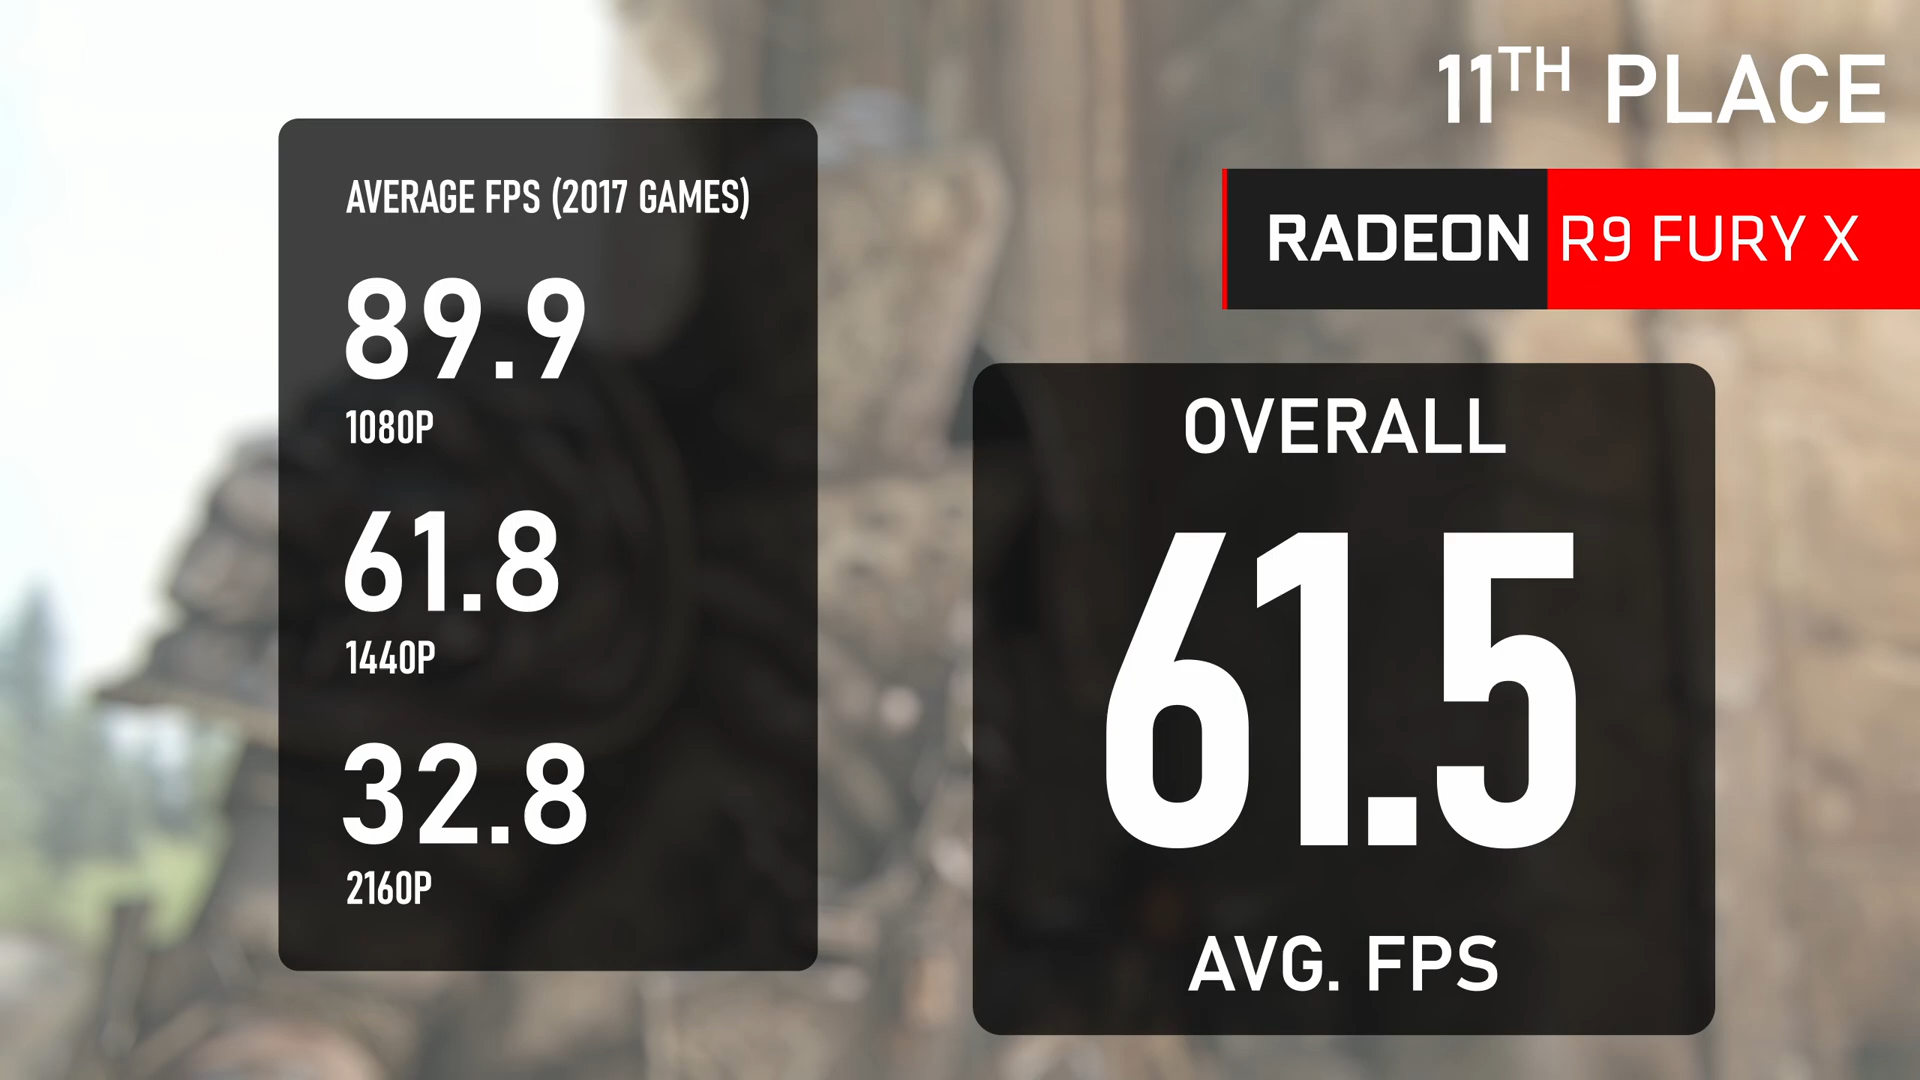 11TH PLACE
RADEON R9 FURY X
AVERAGE FPS (2017 GAMES)
89.9
1080P
61.8
1440P
32.8
2160P
OVERALL
61.5
AVG. FPS